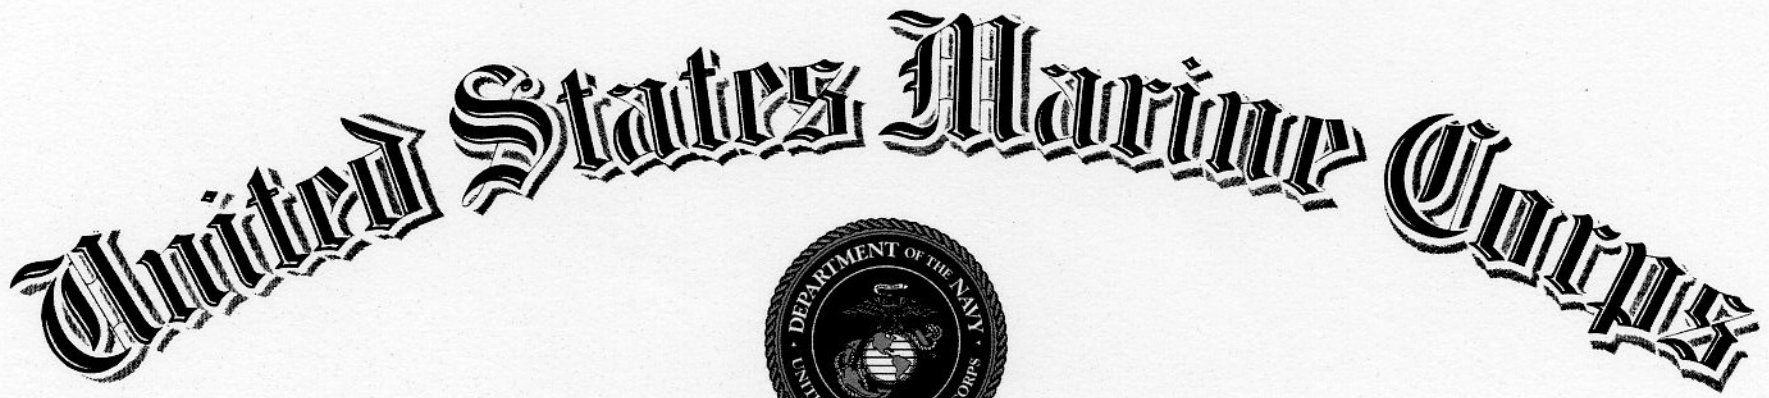 United States Marine Corps
DEPARTMENT OF THE NAVY